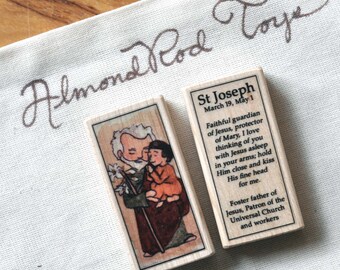 AlmondRod Toys
St Joseph
March 19, May 1
Faithful guardian
of Jesus, protector
of Mary, I love
thinking of you
with Jesus asleep
in your arms; hold
Him close and kiss
His fine head
for me.
Foster father of
Jesus, Patron of the
Universal Church
and workers